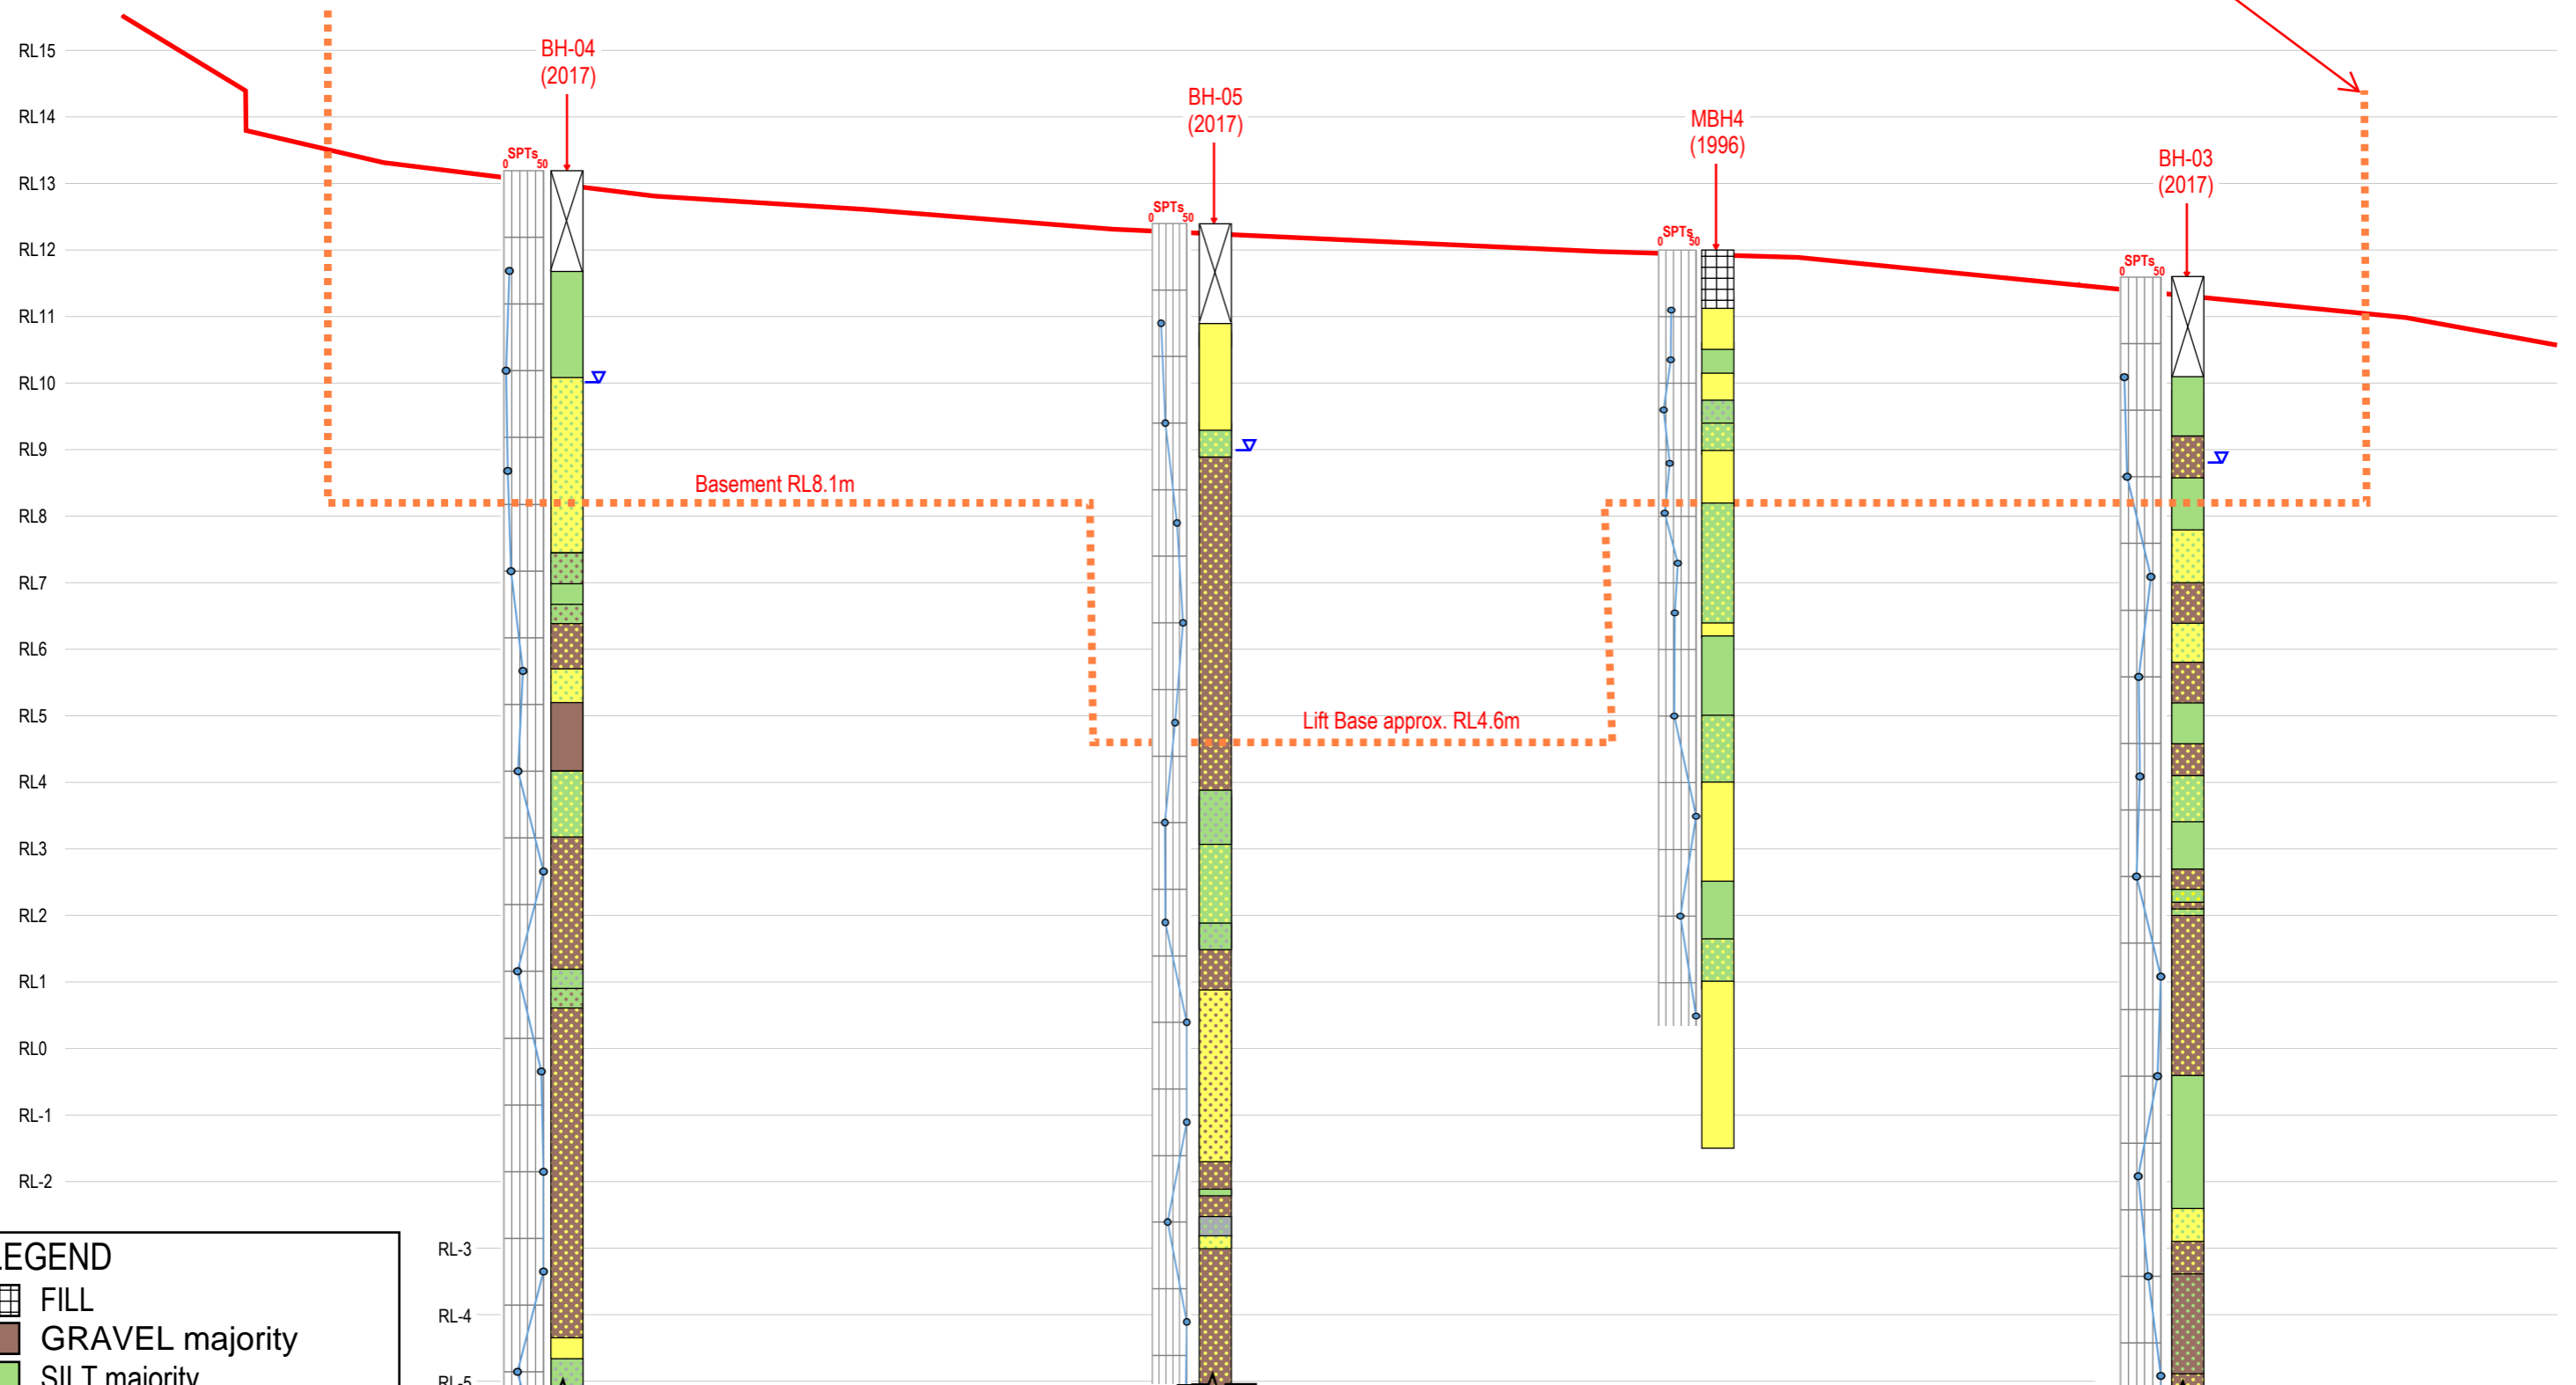 RL15
BH-04
(2017)
BH-05
(2017)
RL14
MBH4
(1996)
SPTs
0 50
BH-03
(2017)
RL13
SPTs
0 50
RL12
SPTs
0 50
SPTs
0 50
RL11
RL10
RL9
Basement RL8.1m
RL8
RL7
RL6
RL5
Lift Base approx. RL4.6m
RL4
RL3
RL2
RL1
RL0
RL-1
RL-2
RL-3
RL-4
RL-5
LEGEND
FILL
GRAVEL majority
SILT majority